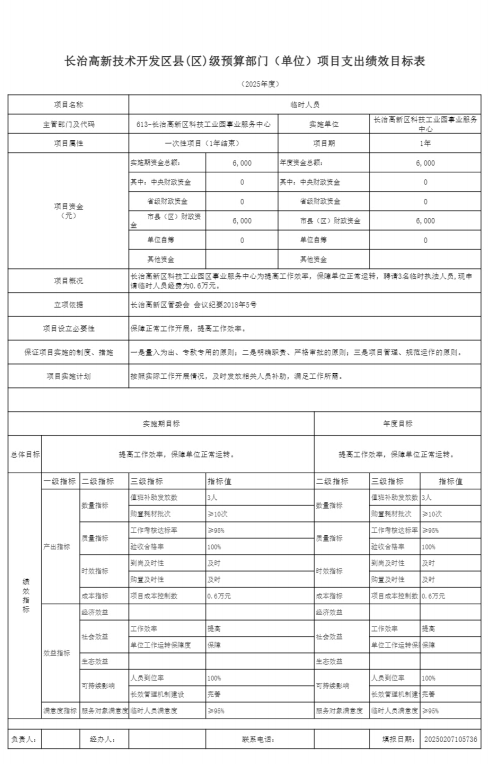 长治高新技术开发区县(区)级预算部门（单位）项目支出绩效目标表
（2025年度）
项目名称 临时人员
主管部门及代码 613-长治高新区科技工业园事业服务中心 实施单位 长治高新区科技工业园事业服务中心
项目属性 一次性项目（1年结束） 项目期 1年
项目资金（元） 实施期资金总额： 6,000 年度资金总额： 6,000
其中：中央财政资金 0 其中：中央财政资金 0
省级财政资金 0 省级财政资金 0
市县（区）财政资金 6,000 市县（区）财政资金 6,000
单位自筹 0 单位自筹 0
其他资金 其他资金
项目概况 长治高新区科技工业园区事业服务中心为提高工作效率，保障单位正常运转，聘请3名临时执法人员，现申请临时人员经费为0.6万元。
立项依据 长治高新区管委会 会议纪要2018年5号
项目设立必要性 保障正常工作开展，提高工作效率。
保证项目实施的制度、措施 一是量入为出、专款专用的原则；二是明确职责、严格审批的原则；三是项目管理、规范运作的原则。
项目实施计划 按照实际工作开展情况，及时发放相关人员补助，满足工作所需。
实施期目标 年度目标
总体目标 提高工作效率，保障单位正常运转。 提高工作效率，保障单位正常运转。
绩效指标 一级指标 二级指标 三级指标 指标值 二级指标 三级指标 指标值
产出指标 数量指标 值班补助发放数 3人 数量指标 值班补助发放数 3人
购置耗材批次 ≥10次 购置耗材批次 ≥10次
质量指标 工作考核达标率 ≥95% 质量指标 工作考核达标率 ≥95%
验收合格率 100% 验收合格率 100%
时效指标 到岗及时性 及时 时效指标 到岗及时性 及时
购置及时性 及时 购置及时性 及时
成本指标 项目成本控制数 0.6万元 成本指标 项目成本控制数 0.6万元
效益指标 经济效益 经济效益
社会效益 工作效率 提高 社会效益 工作效率 提高
单位工作运转保障度 保障 单位工作运转保 保障
生态效益 生态效益
可持续影响 人员到位率 100% 可持续影响 人员到位率 100%
长效管理机制建设 完善 长效管理机制建 完善
满意度指标 服务对象满意度 临时人员满意度 ≥95% 服务对象满意度 临时人员满意度 ≥95%
负责人： 经办人： 联系电话： 填报日期： 20250207105736